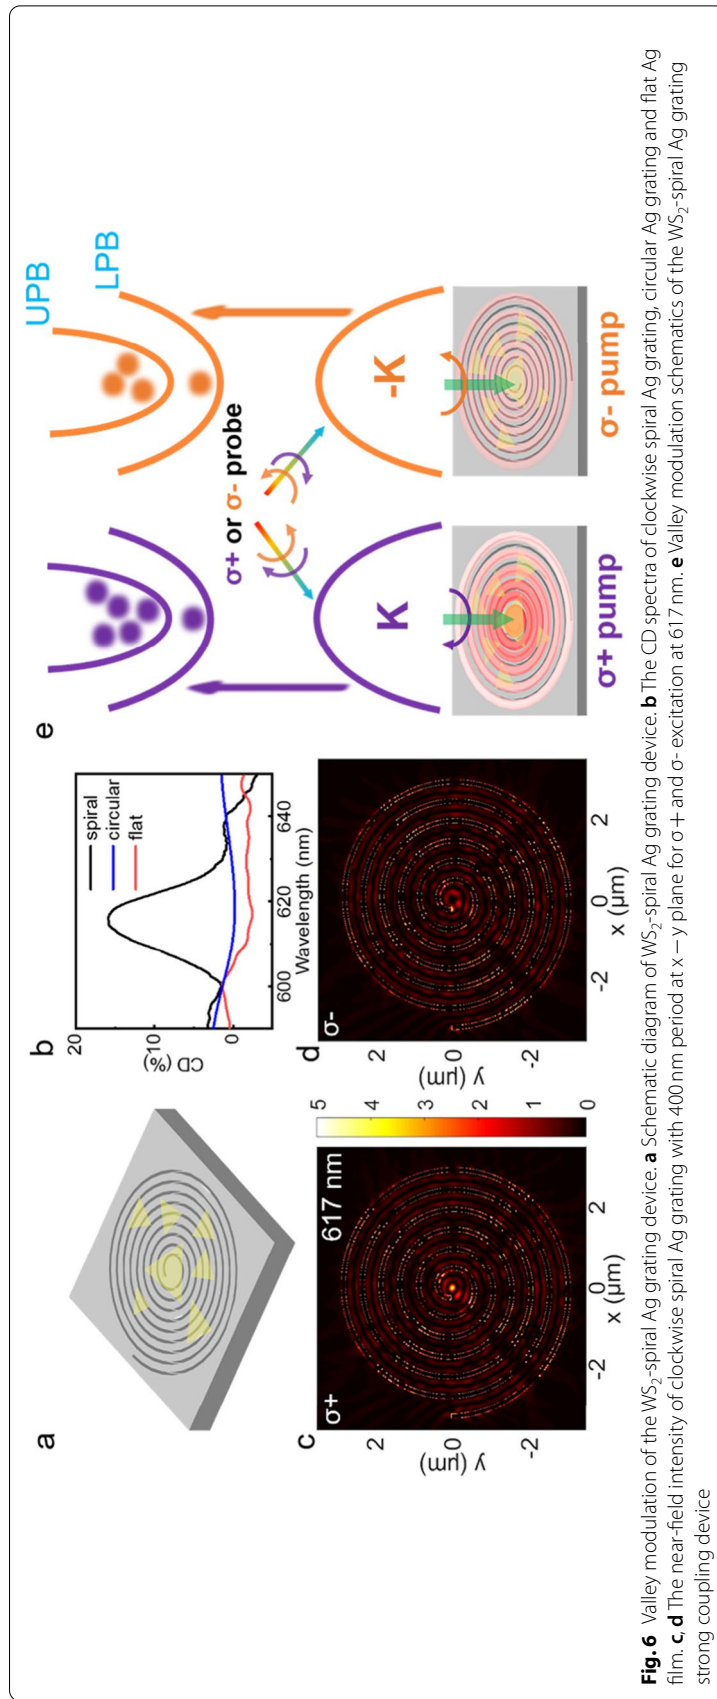 a
b
20
10
0
CD (%)
spiral
circular
flat
600
620
640
Wavelength (nm)
c
σ+
617 nm
2
0
-2
y (µm)
-2
0
2
x (µm)
5
4
3
2
1
0
d
σ-
2
0
-2
y (µm)
-2
0
2
x (µm)
e
UPB
LPB
σ+ or σ- probe
K
-K
σ+ pump
σ- pump
Fig. 6 Valley modulation of the WS2-spiral Ag grating device. a Schematic diagram of WS2-spiral Ag grating device. b The CD spectra of clockwise spiral Ag grating, circular Ag grating and flat Ag
film. c, d The near-field intensity of clockwise spiral Ag grating with 400 nm period at x – y plane for σ+ and σ- excitation at 617 nm. e Valley modulation schematics of the WS2-spiral Ag grating
strong coupling device